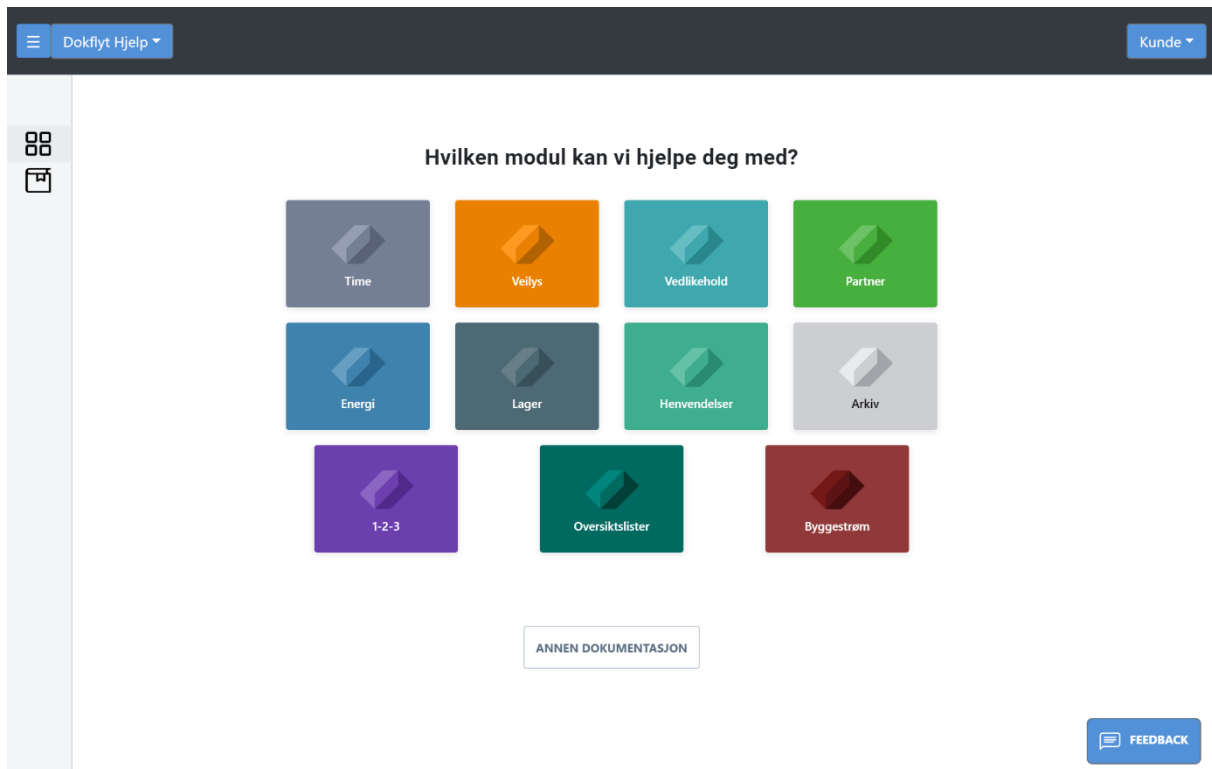 Dokflyt Hjelp
Kunde
Hvilken modul kan vi hjelpe deg med?
Time
Veilys
Vedlikehold
Partner
Energi
Lager
Henvendelser
Arkiv
1-2-3
Oversiktslister
Byggestrøm
ANNEN DOKUMENTASJON
FEEDBACK